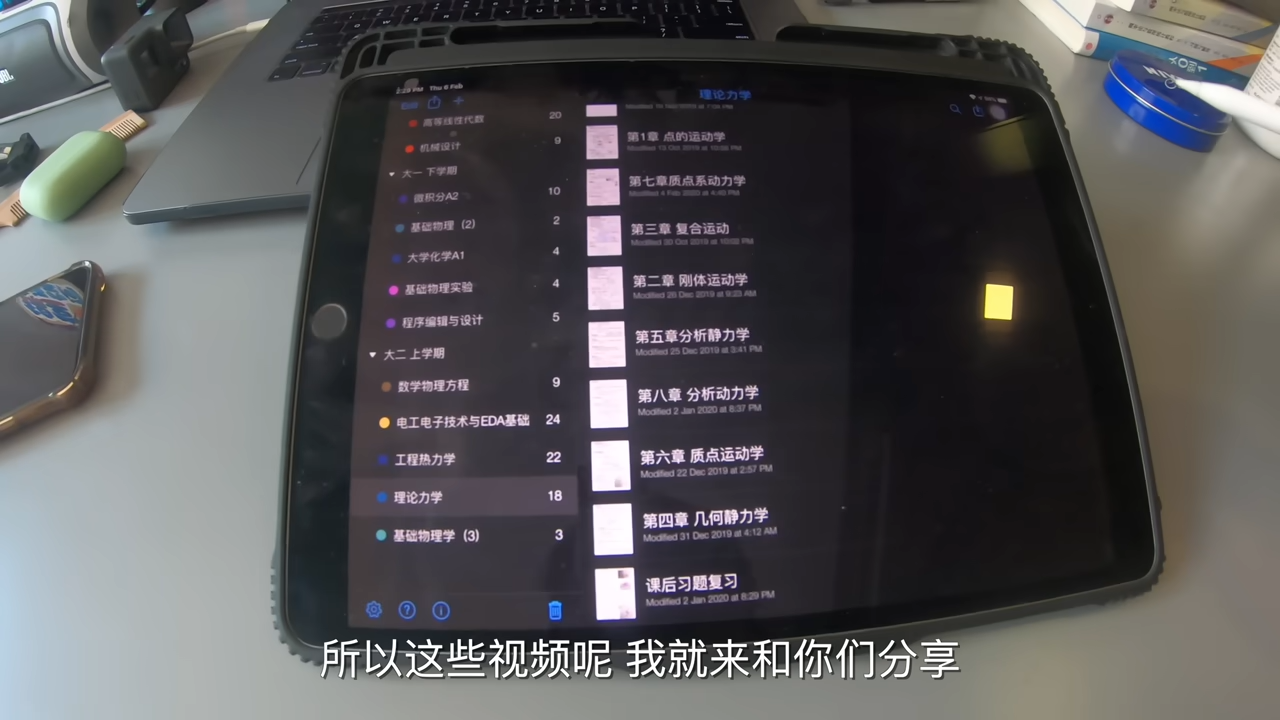 JBL
2:29 PM Thu 6 Feb
Edit
理论力学
高等线性代数 20
机械设计 9
大一 下学期
微积分A2 10
基础物理 (2) 2
大学化学A1 4
基础物理实验 4
程序编辑与设计 5
大二 上学期
数学物理方程 9
电工电子技术与EDA基础 24
工程热力学 22
理论力学 18
基础物理学 (3) 3
第1章 点的运动学
Modified 13 Oct 2019 at 10:56 PM
第七章质点系动力学
Modified 4 Feb 2020 at 4:40 PM
第三章 复合运动
Modified 30 Oct 2019 at 10:02 PM
第二章 刚体运动学
Modified 26 Dec 2019 at 9:23 AM
第五章分析静力学
Modified 25 Dec 2019 at 3:41 PM
第八章 分析动力学
Modified 2 Jan 2020 at 8:37 PM
第六章 质点运动学
Modified 22 Dec 2019 at 2:57 PM
第四章 几何静力学
Modified 31 Dec 2019 at 4:12 AM
课后习题复习
Modified 2 Jan 2020 at 8:29 PM
所以这些视频呢 我就来和你们分享